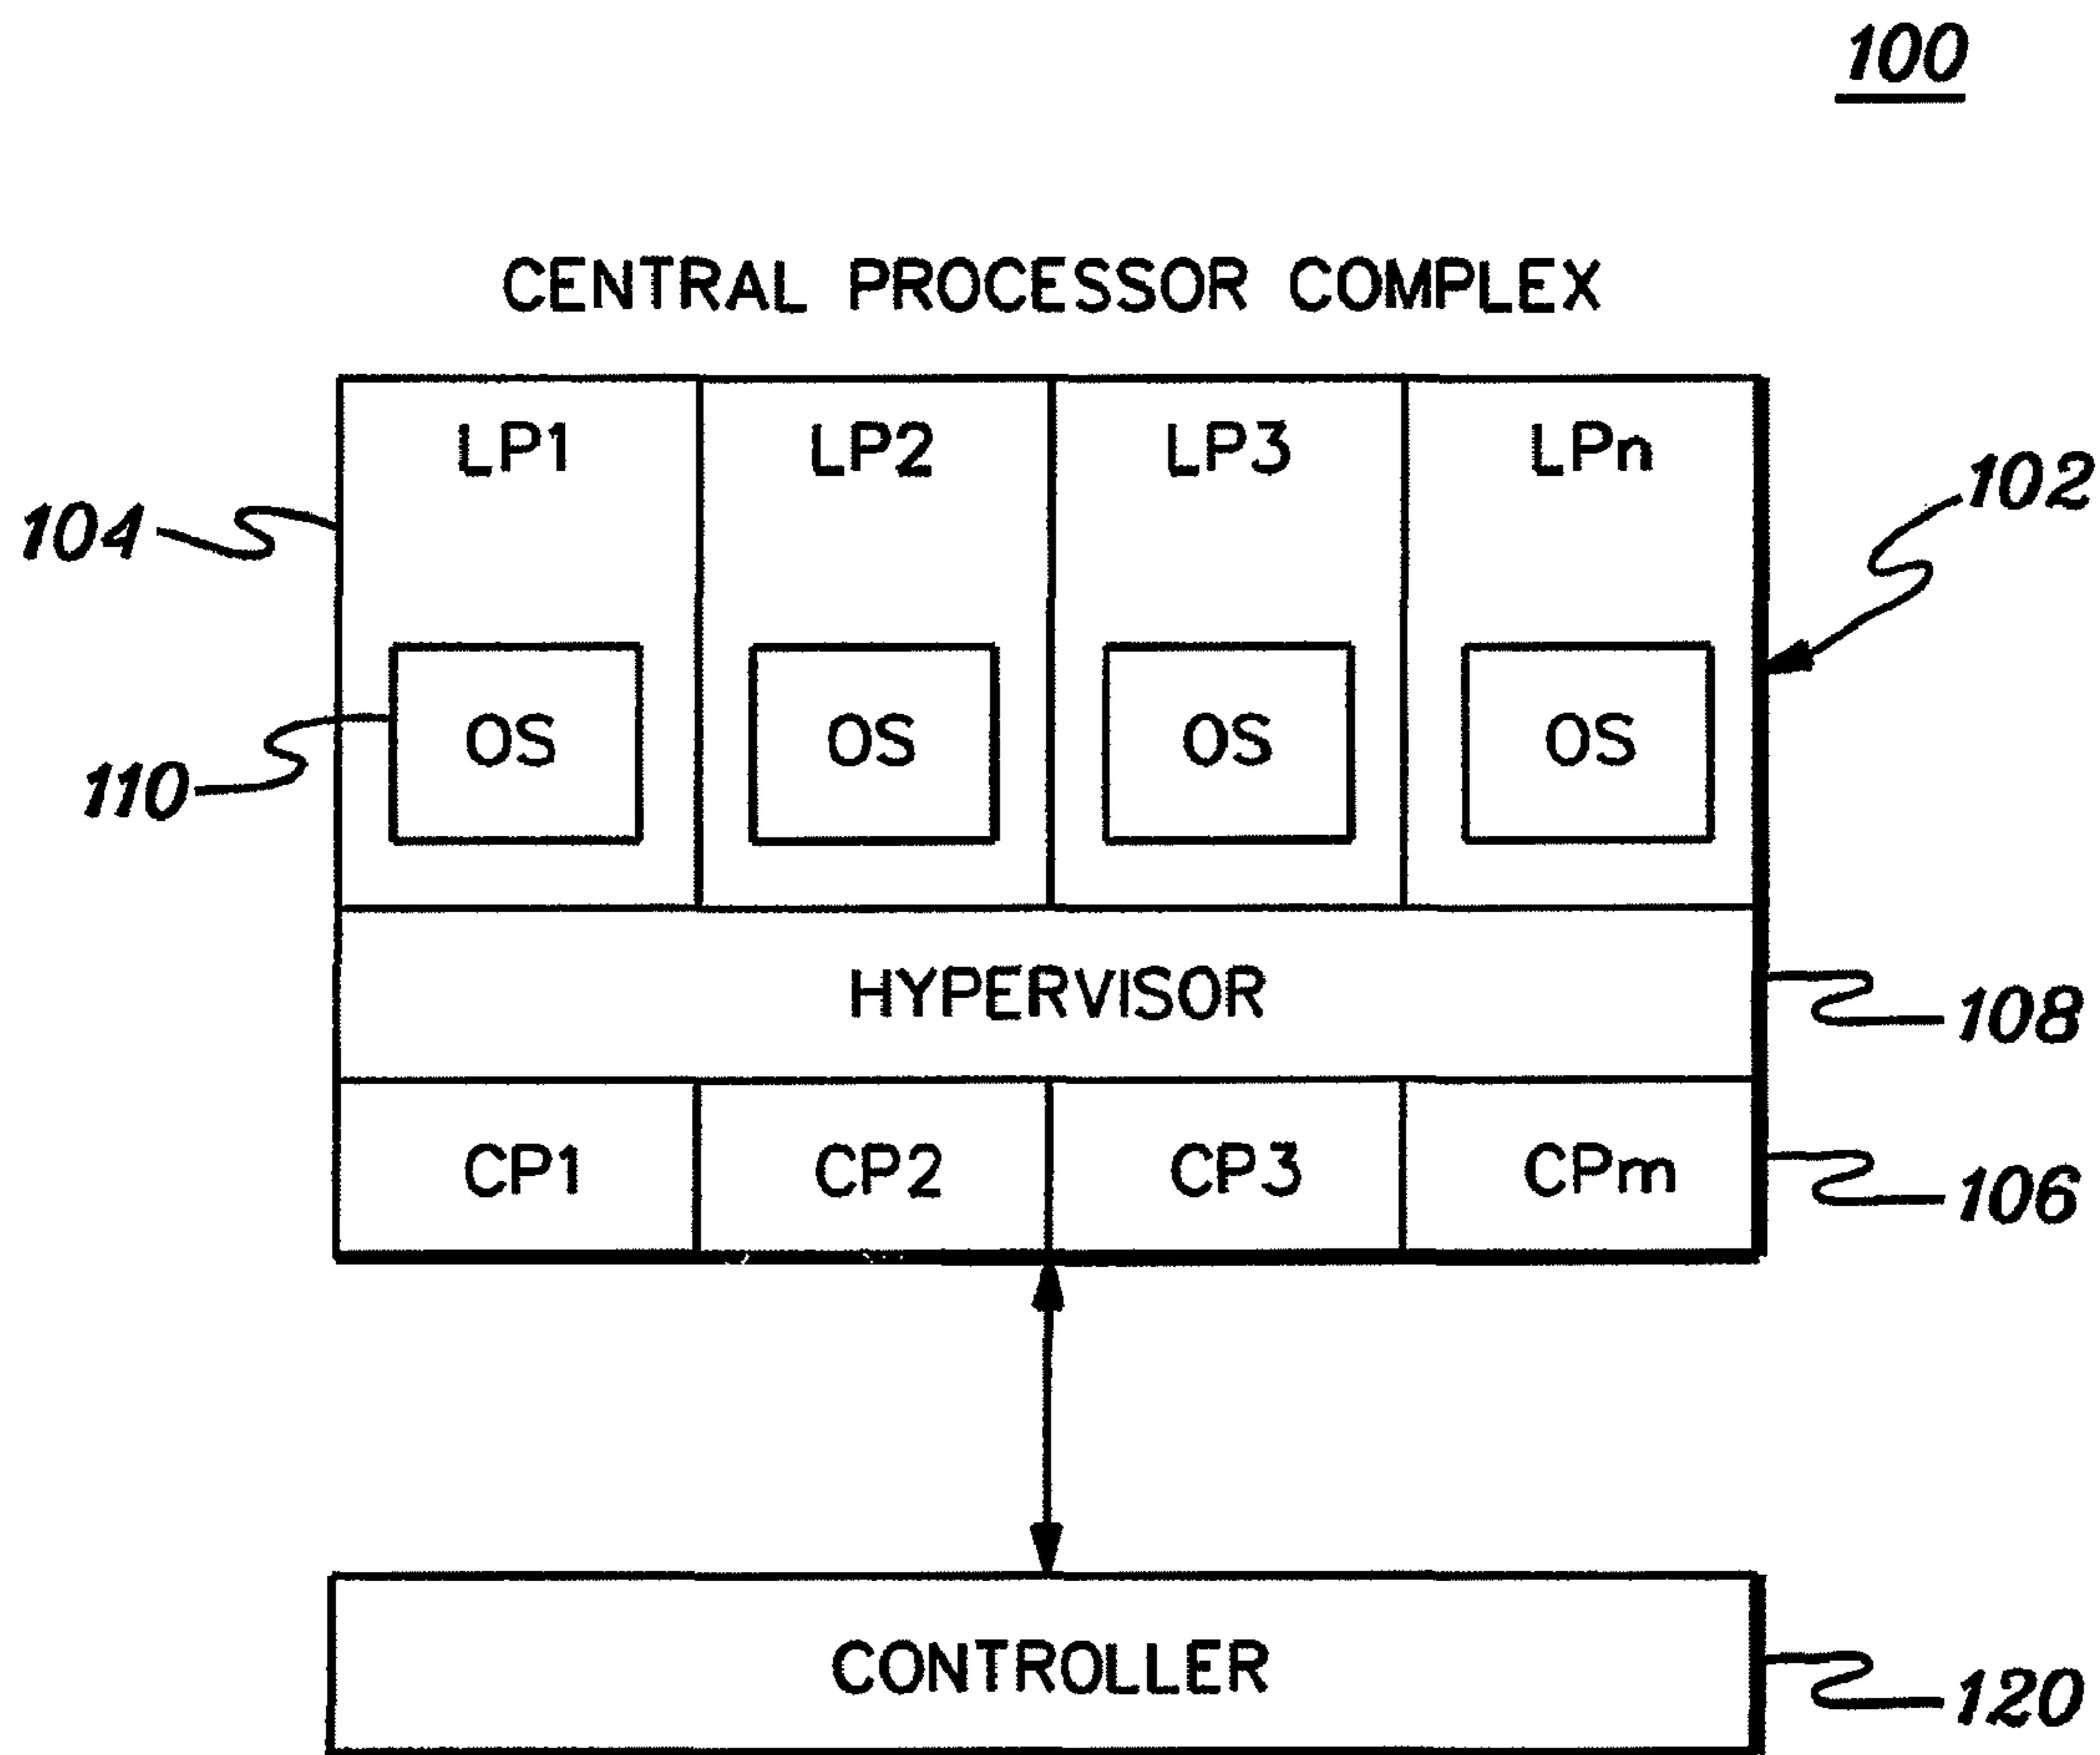 100
CENTRAL PROCESSOR COMPLEX
LP1 LP2 LP3 LPn
102
104
OS OS OS OS
110
HYPERVISOR
108
CP1 CP2 CP3 CPm
106
CONTROLLER
120